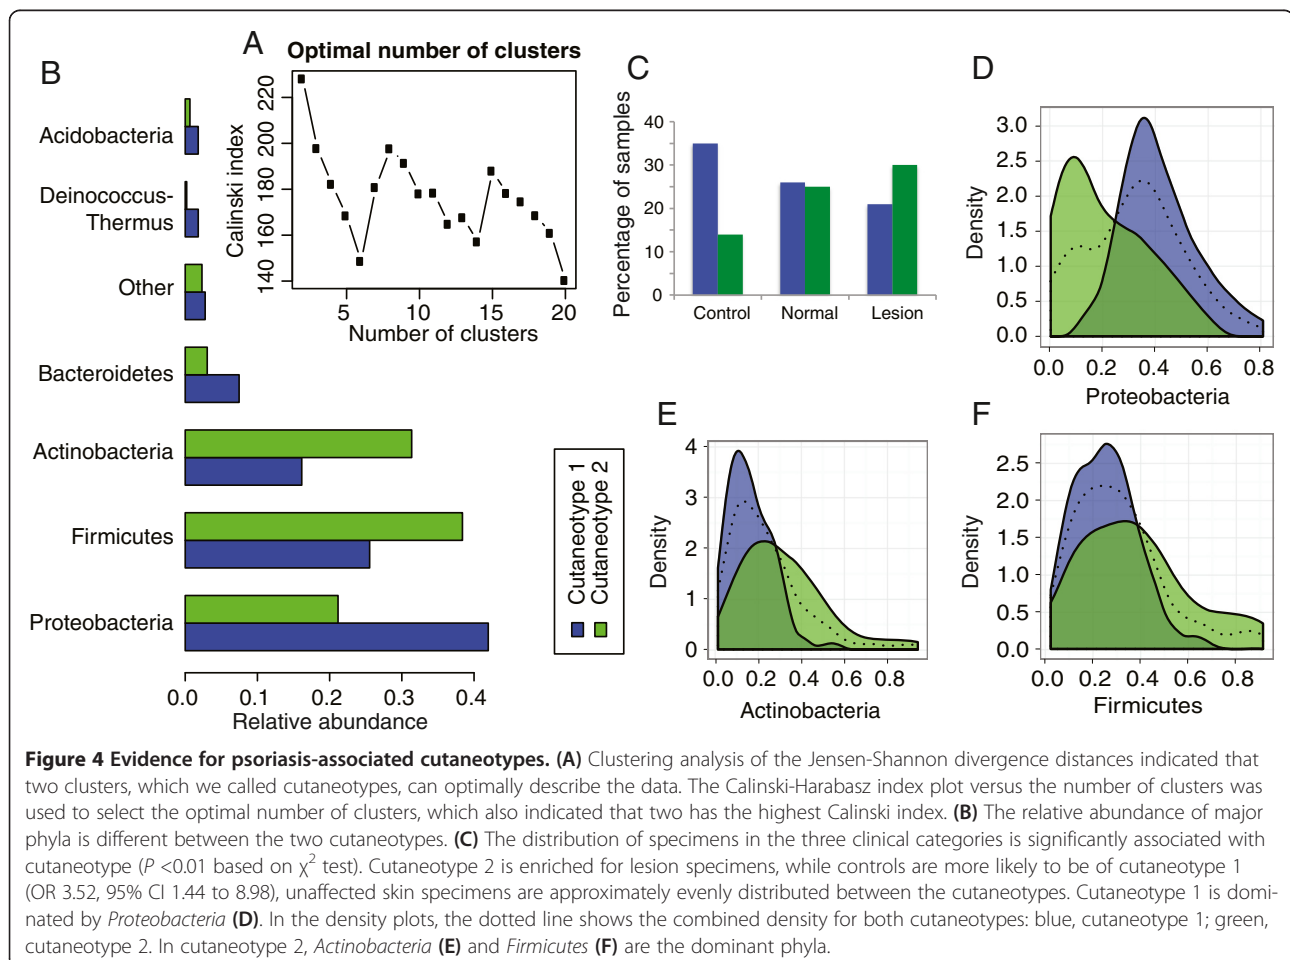 A
Optimal number of clusters
Calinski index
220
200
180
160
140
5
10
15
20
Number of clusters
B
Acidobacteria
Deinococcus-
Thermus
Other
Bacteroidetes
Actinobacteria
Firmicutes
Proteobacteria
0.0
0.1
0.2
0.3
0.4
Relative abundance
Cutaneotype 1
Cutaneotype 2
C
Percentage of samples
40
30
20
10
0
Control
Normal
Lesion
D
Density
3.0
2.5
2.0
1.5
1.0
0.5
0.0
0.0
0.2
0.4
0.6
0.8
Proteobacteria
E
Density
4
3
2
1
0
0.0
0.2
0.4
0.6
0.8
Actinobacteria
F
Density
2.5
2.0
1.5
1.0
0.5
0.0
0.0
0.2
0.4
0.6
0.8
Firmicutes
Figure 4 Evidence for psoriasis-associated cutaneotypes. (A) Clustering analysis of the Jensen-Shannon divergence distances indicated that
two clusters, which we called cutaneotypes, can optimally describe the data. The Calinski-Harabasz index plot versus the number of clusters was
used to select the optimal number of clusters, which also indicated that two has the highest Calinski index. (B) The relative abundance of major
phyla is different between the two cutaneotypes. (C) The distribution of specimens in the three clinical categories is significantly associated with
cutaneotype (P <0.01 based on χ² test). Cutaneotype 2 is enriched for lesion specimens, while controls are more likely to be of cutaneotype 1
(OR 3.52, 95% CI 1.44 to 8.98), unaffected skin specimens are approximately evenly distributed between the cutaneotypes. Cutaneotype 1 is domi-
nated by Proteobacteria (D). In the density plots, the dotted line shows the combined density for both cutaneotypes: blue, cutaneotype 1; green,
cutaneotype 2. In cutaneotype 2, Actinobacteria (E) and Firmicutes (F) are the dominant phyla.